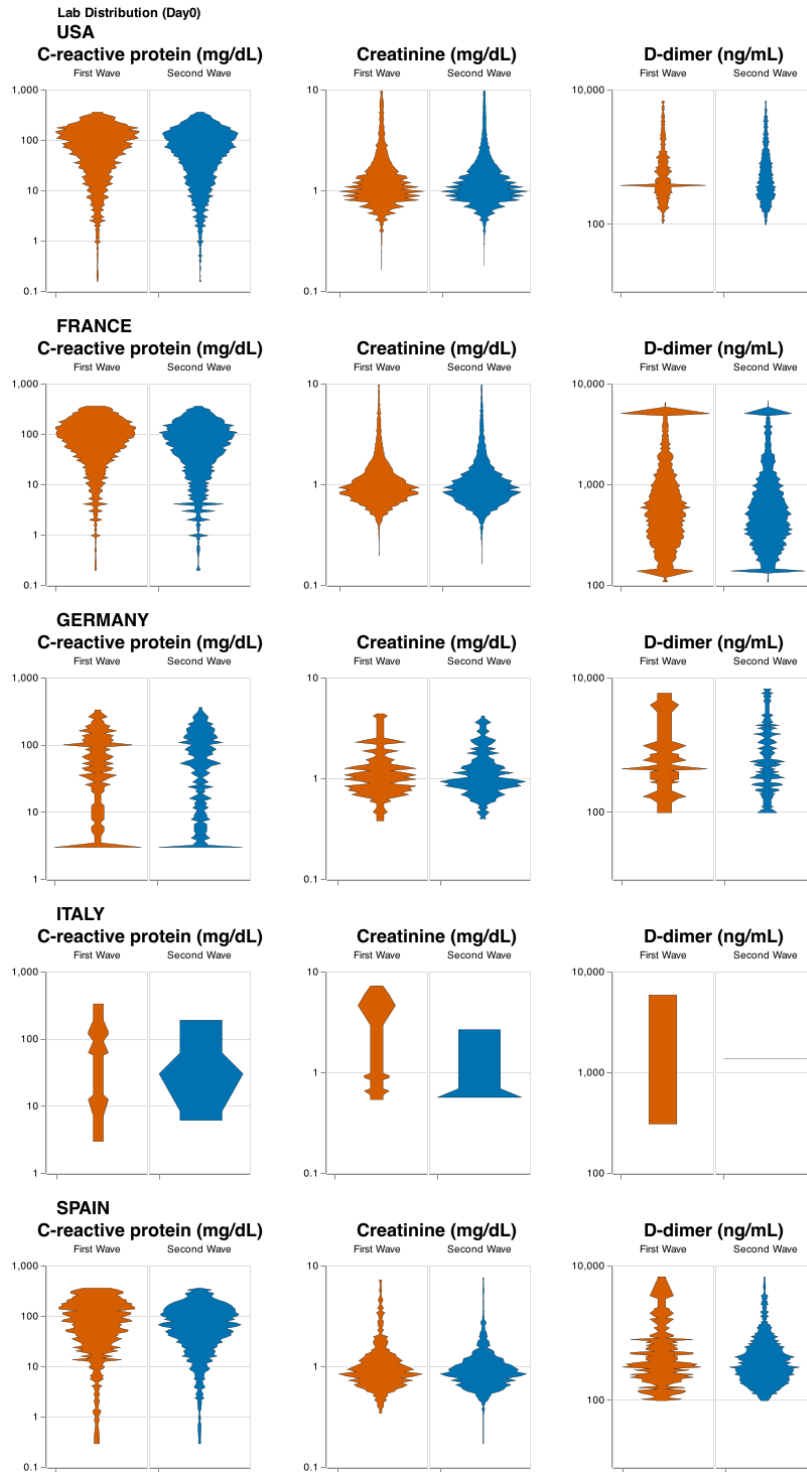 Lab Distribution (Day0)
USA
C-reactive protein (mg/dL) Creatinine (mg/dL) D-dimer (ng/mL)
First Wave Second Wave First Wave Second Wave First Wave Second Wave
1,000 10 10,000
100
10 1 100
1
0.1 0.1
FRANCE
C-reactive protein (mg/dL) Creatinine (mg/dL) D-dimer (ng/mL)
First Wave Second Wave First Wave Second Wave First Wave Second Wave
1,000 10 10,000
100
10 1 1,000
1
0.1 0.1 100
GERMANY
C-reactive protein (mg/dL) Creatinine (mg/dL) D-dimer (ng/mL)
First Wave Second Wave First Wave Second Wave First Wave Second Wave
1,000 10 10,000
100
1
10 100
1 0.1
ITALY
C-reactive protein (mg/dL) Creatinine (mg/dL) D-dimer (ng/mL)
First Wave Second Wave First Wave Second Wave First Wave Second Wave
1,000 10 10,000
100
1 1,000
10
1 0.1 100
SPAIN
C-reactive protein (mg/dL) Creatinine (mg/dL) D-dimer (ng/mL)
First Wave Second Wave First Wave Second Wave First Wave Second Wave
1,000 10 10,000
100
10 1 100
1
0.1 0.1